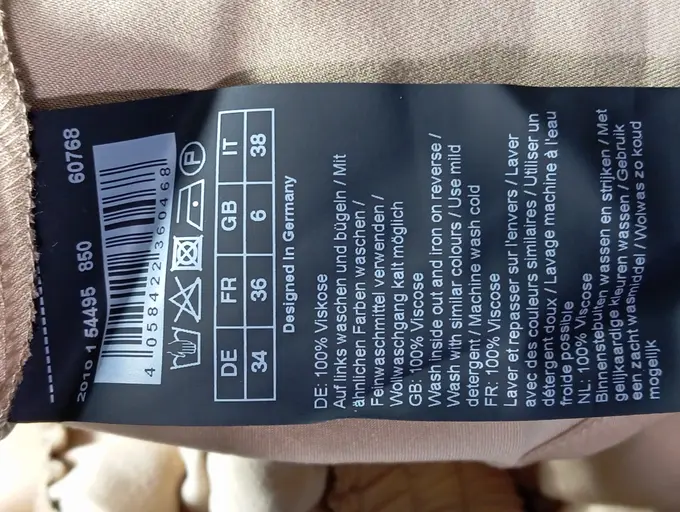 60768
2010 1 54495 850
4 058422 360468
P
DE FR GB IT
34 36 6 38
Designed In Germany
DE: 100% Viskose
Auf links waschen und bügeln / Mit
ähnlichen Farben waschen /
Feinwaschmittel verwenden /
Wollwaschgang kalt möglich
GB: 100% Viscose
Wash inside out and iron on reverse /
Wash with similar colours / Use mild
detergent / Machine wash cold
FR: 100% Viscose
Laver et repasser sur l'envers / Laver
avec des couleurs similaires / Utiliser un
détergent doux / Lavage machine à l'eau
froide possible
NL: 100% Viscose
Binnenstebuiten wassen en strijken / Met
gelijkaardige kleuren wassen / Gebruik
een zacht wasmiddel / Wolwas zo koud
mogelijk